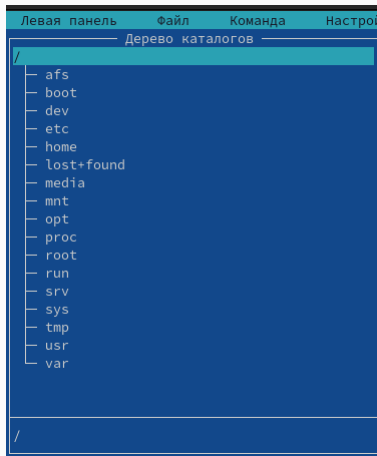 Левая панель Файл Команда Настрой
Дерево каталогов
/
afs
boot
dev
etc
home
lost+found
media
mnt
opt
proc
root
run
srv
sys
tmp
usr
var
/